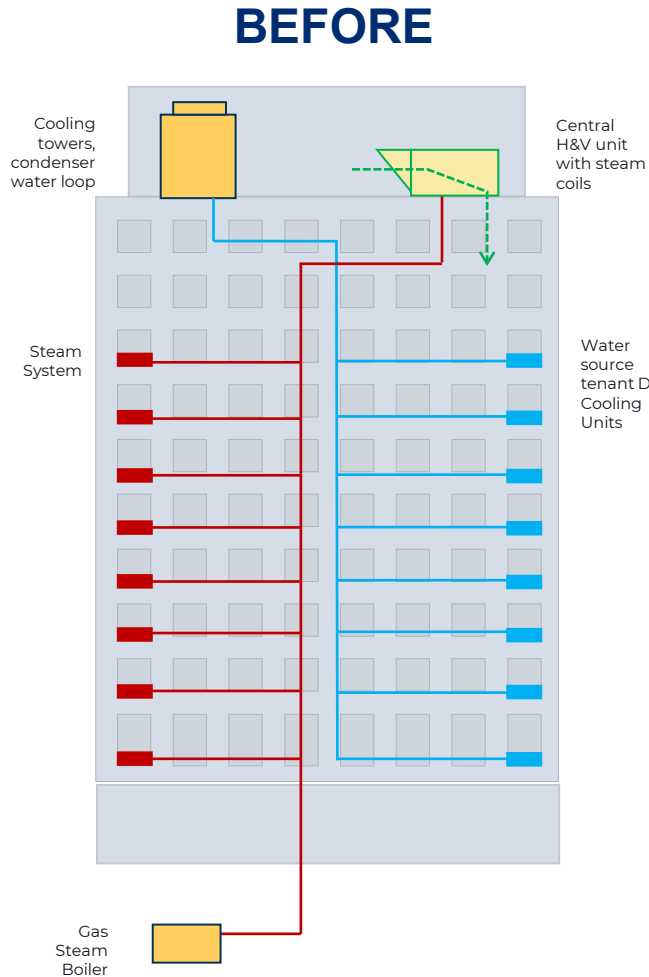 BEFORE
Cooling
towers,
condenser
water loop
Central
H&V unit
with steam
coils
Steam
System
Water
source
tenant D
Cooling
Units
Gas
Steam
Boiler